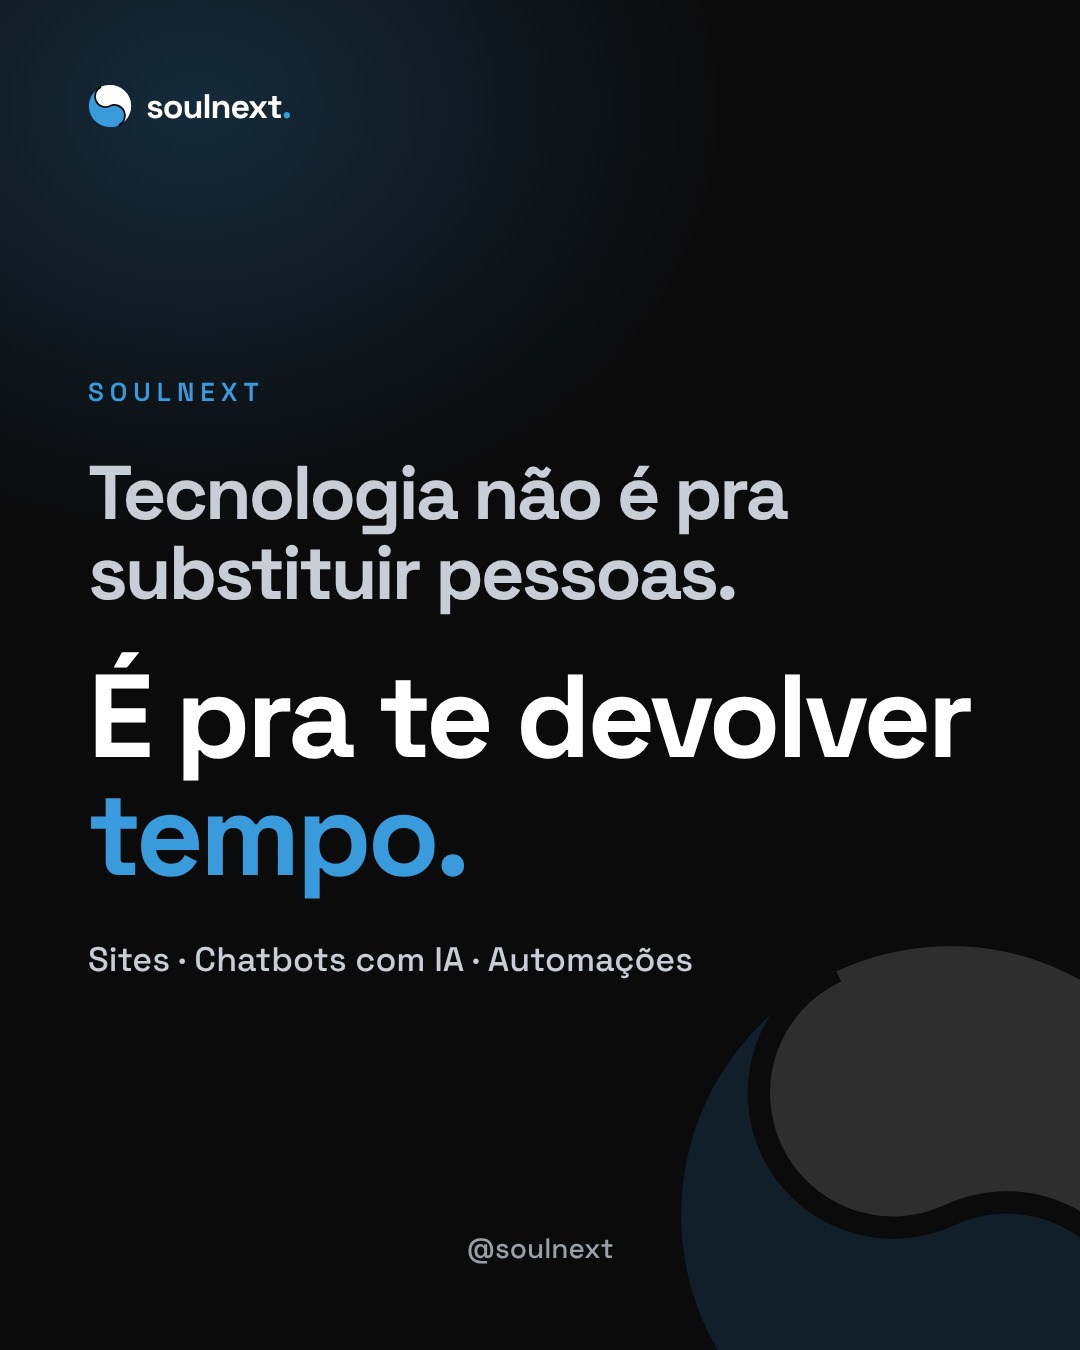 soulnext.
SOULNEXT
Tecnologia não é pra
substituir pessoas.
É pra te devolver
tempo.
Sites · Chatbots com IA · Automações
@soulnext